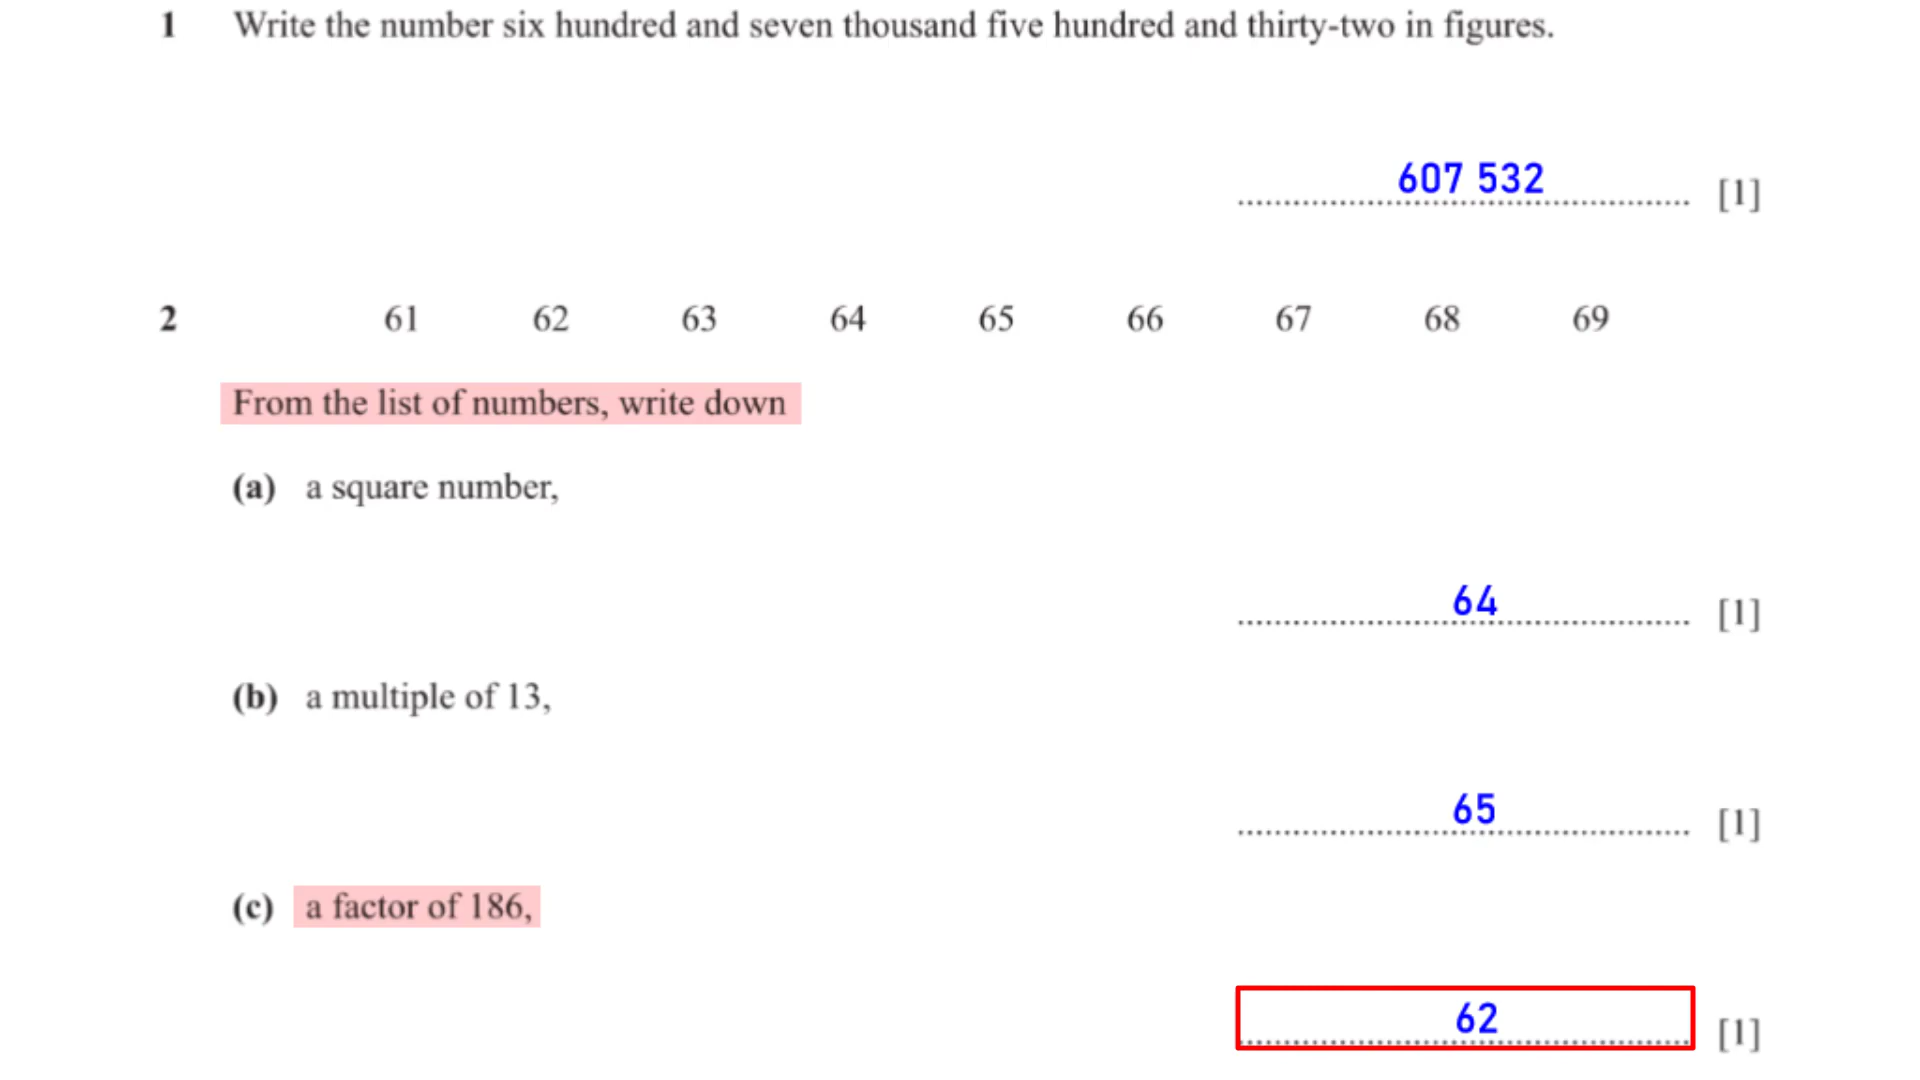 1 Write the number six hundred and seven thousand five hundred and thirty-two in figures.
607 532 [1]
2 61 62 63 64 65 66 67 68 69
From the list of numbers, write down
(a) a square number,
64 [1]
(b) a multiple of 13,
65 [1]
(c) a factor of 186,
62 [1]